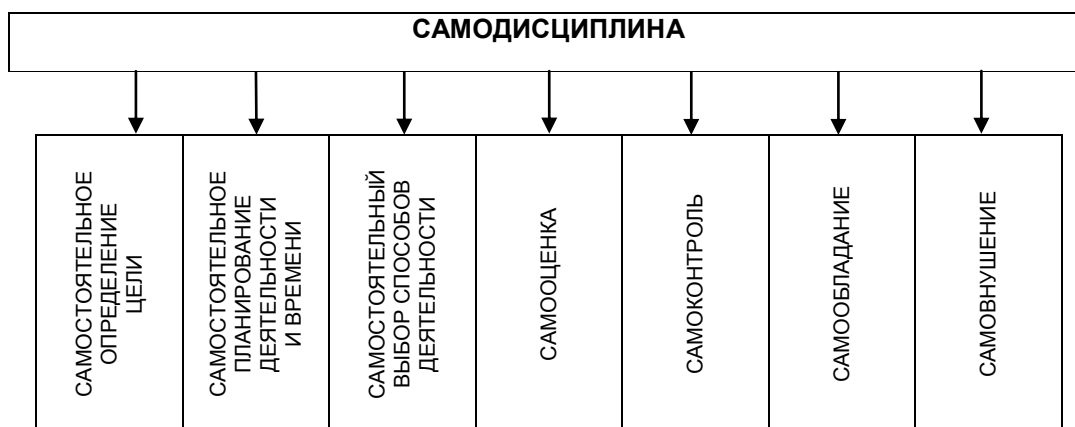 САМОДИСЦИПЛИНА
САМОСТОЯТЕЛЬНОЕ
ОПРЕДЕЛЕНИЕ
ЦЕЛИ
САМОСТОЯТЕЛЬНОЕ
ПЛАНИРОВАНИЕ
ДЕЯТЕЛЬНОСТИ
И ВРЕМЕНИ
САМОСТОЯТЕЛЬНЫЙ
ВЫБОР СПОСОБОВ
ДЕЯТЕЛЬНОСТИ
САМООЦЕНКА
САМОКОНТРОЛЬ
САМООБЛАДАНИЕ
САМОВНУШЕНИЕ